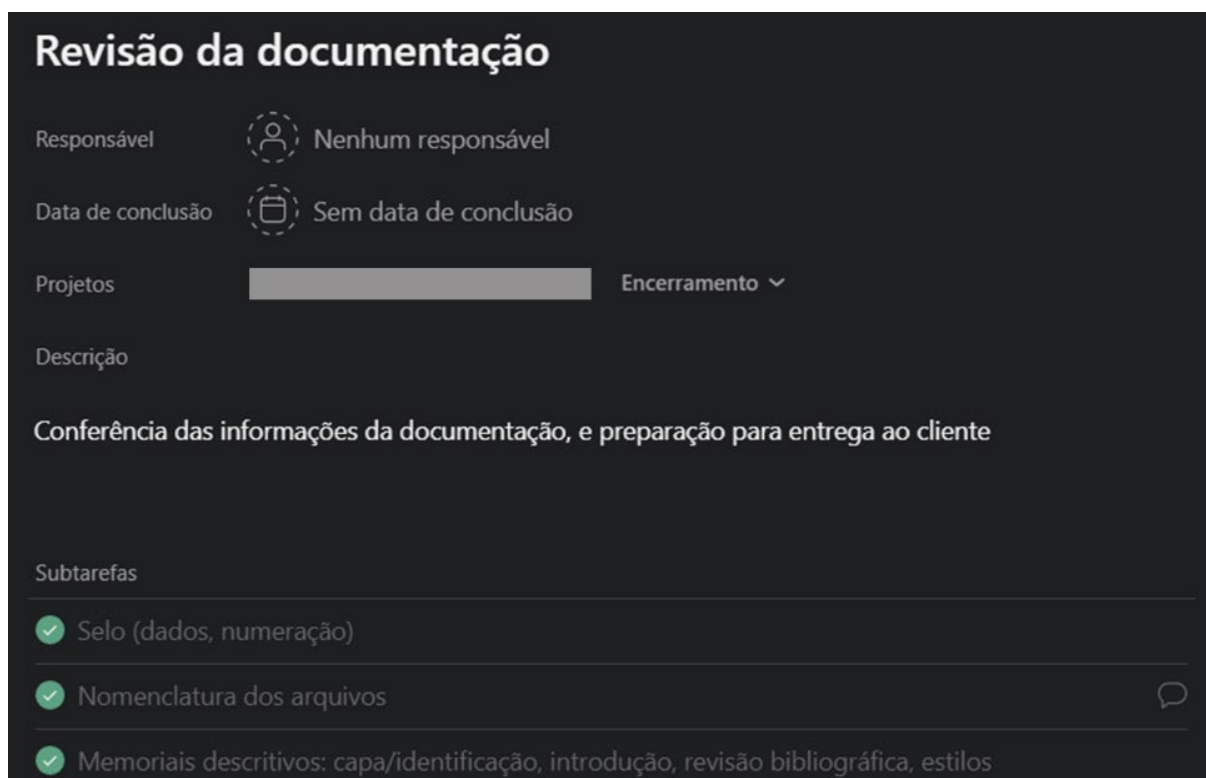 Revisão da documentação
Responsável Nenhum responsável
Data de conclusão Sem data de conclusão
Projetos Encerramento
Descrição
Conferência das informações da documentação, e preparação para entrega ao cliente
Subtarefas
Selo (dados, numeração)
Nomenclatura dos arquivos
Memoriais descritivos: capa/identificação, introdução, revisão bibliográfica, estilos